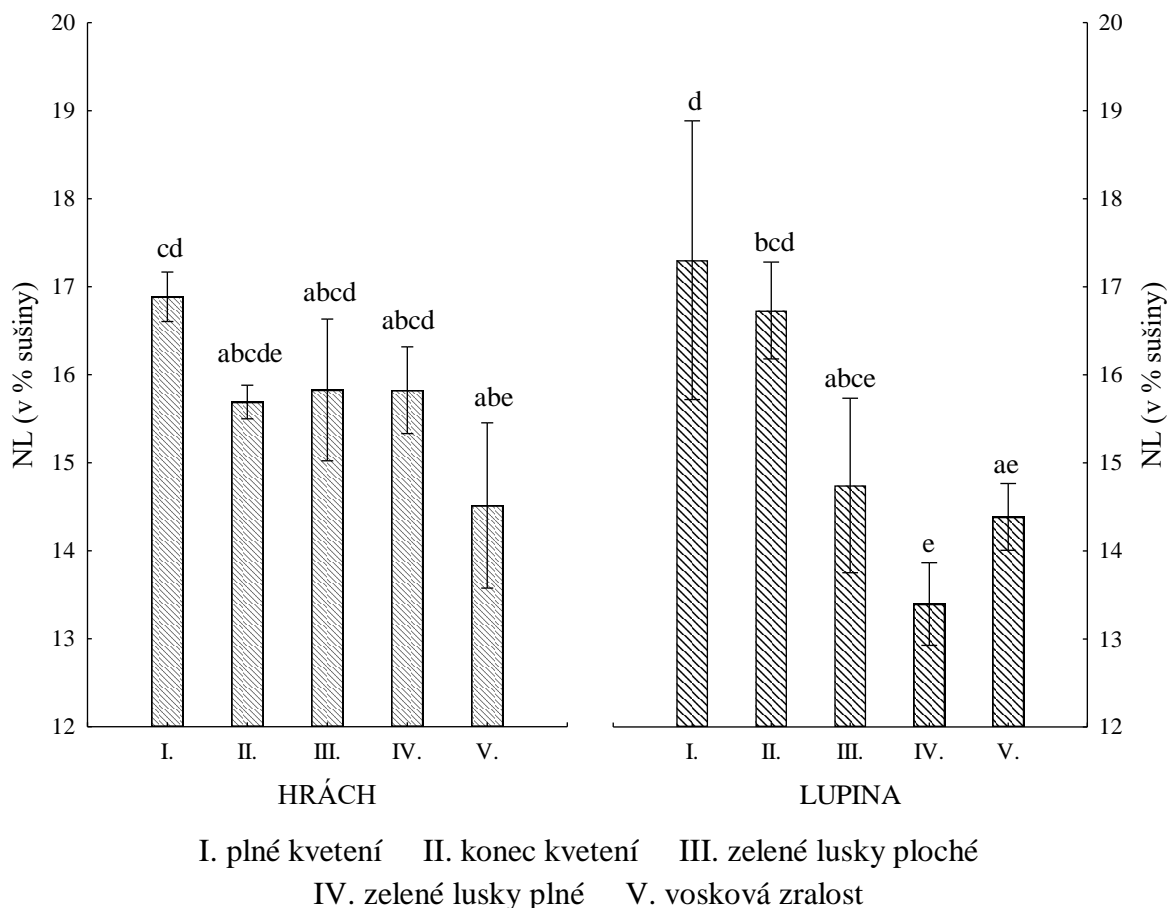 20
19
18
17
16
15
14
13
12
NL (v % sušiny)
cd
abcde
abcd
abcd
abe
I. II. III. IV. V.
HRÁCH
d
bcd
abce
e
ae
I. II. III. IV. V.
LUPINA
20
19
18
17
16
15
14
13
12
NL (v % sušiny)
I. plné kvetení II. konec kvetení III. zelené lusky ploché
IV. zelené lusky plné V. vosková zralost